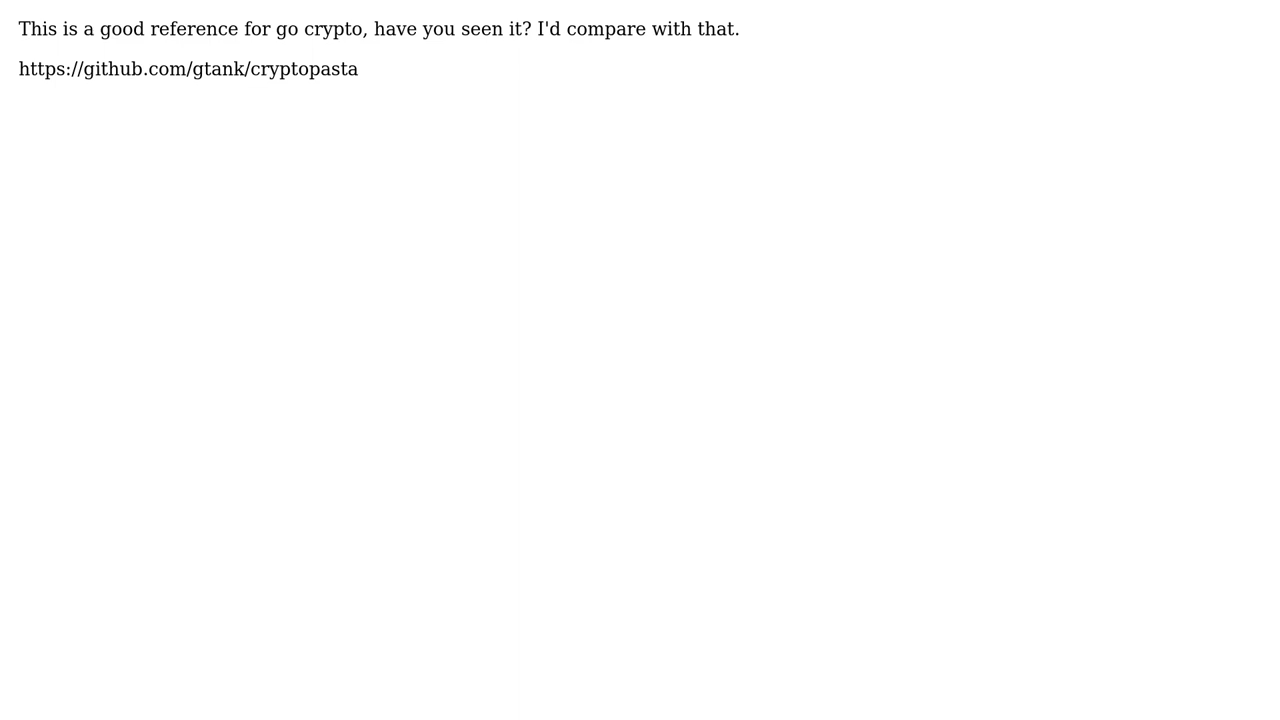 This is a good reference for go crypto, have you seen it? I'd compare with that.
https://github.com/gtank/cryptopasta